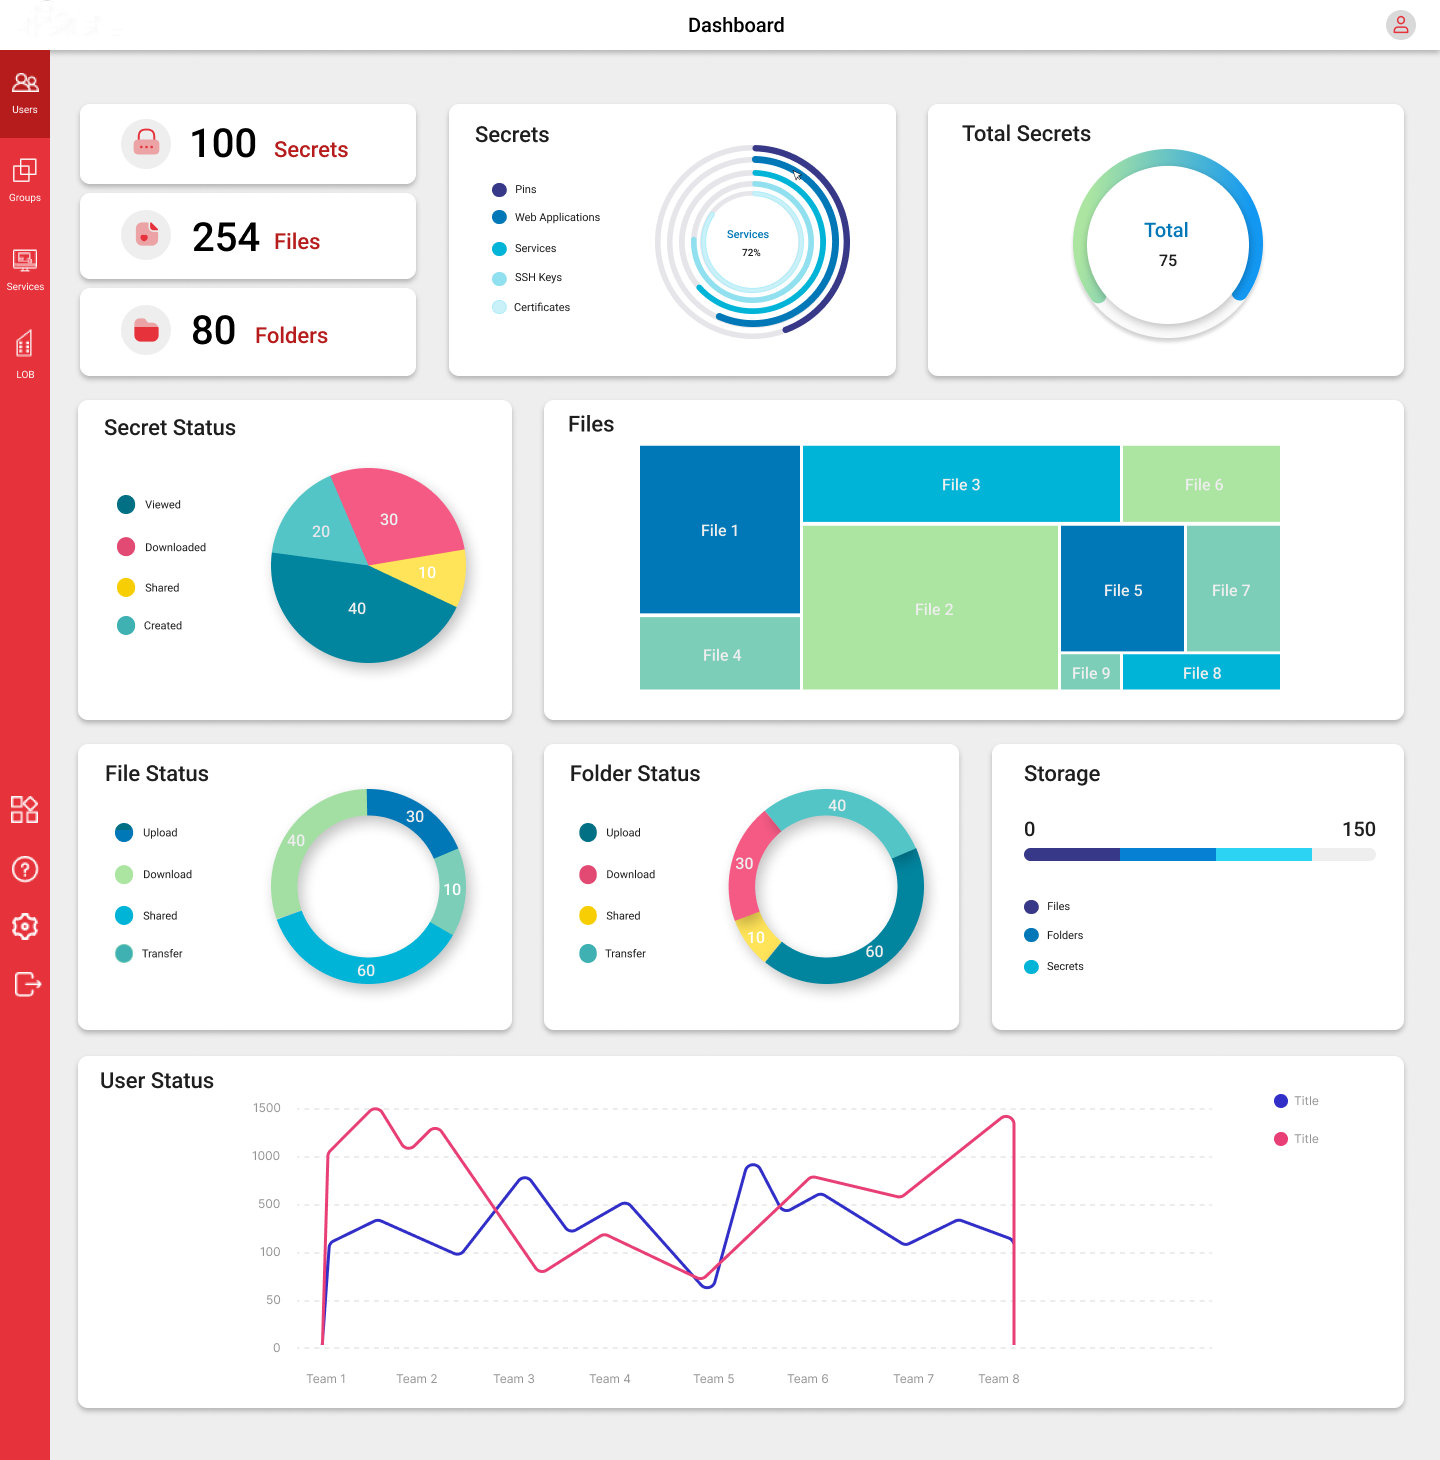 Dashboard
Users
Groups
Services
LOB
100 Secrets
254 Files
80 Folders
Secrets
Pins
Web Applications
Services
SSH Keys
Certificates
Services
72%
Total Secrets
Total
75
Secret Status
Viewed
Downloaded
Shared
Created
20
30
10
40
Files
File 1
File 3
File 6
File 2
File 5
File 7
File 4
File 9
File 8
File Status
Upload
Download
Shared
Transfer
30
40
10
60
Folder Status
Upload
Download
Shared
Transfer
40
30
10
60
Storage
0 150
Files
Folders
Secrets
User Status
1500
1000
500
100
50
0
Team 1 Team 2 Team 3 Team 4 Team 5 Team 6 Team 7 Team 8
Title
Title